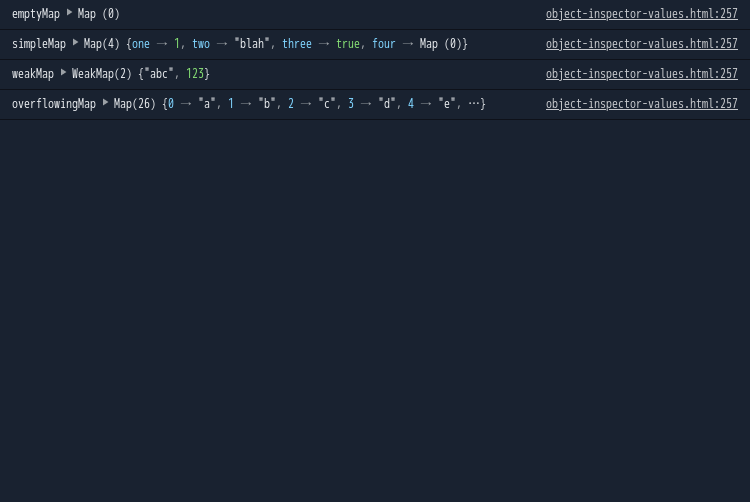 emptyMap ▶ Map (0) object-inspector-values.html:257
simpleMap ▶ Map(4) {one → 1, two → "blah", three → true, four → Map (0)} object-inspector-values.html:257
weakMap ▶ WeakMap(2) {"abc", 123} object-inspector-values.html:257
overflowingMap ▶ Map(26) {0 → "a", 1 → "b", 2 → "c", 3 → "d", 4 → "e", …} object-inspector-values.html:257